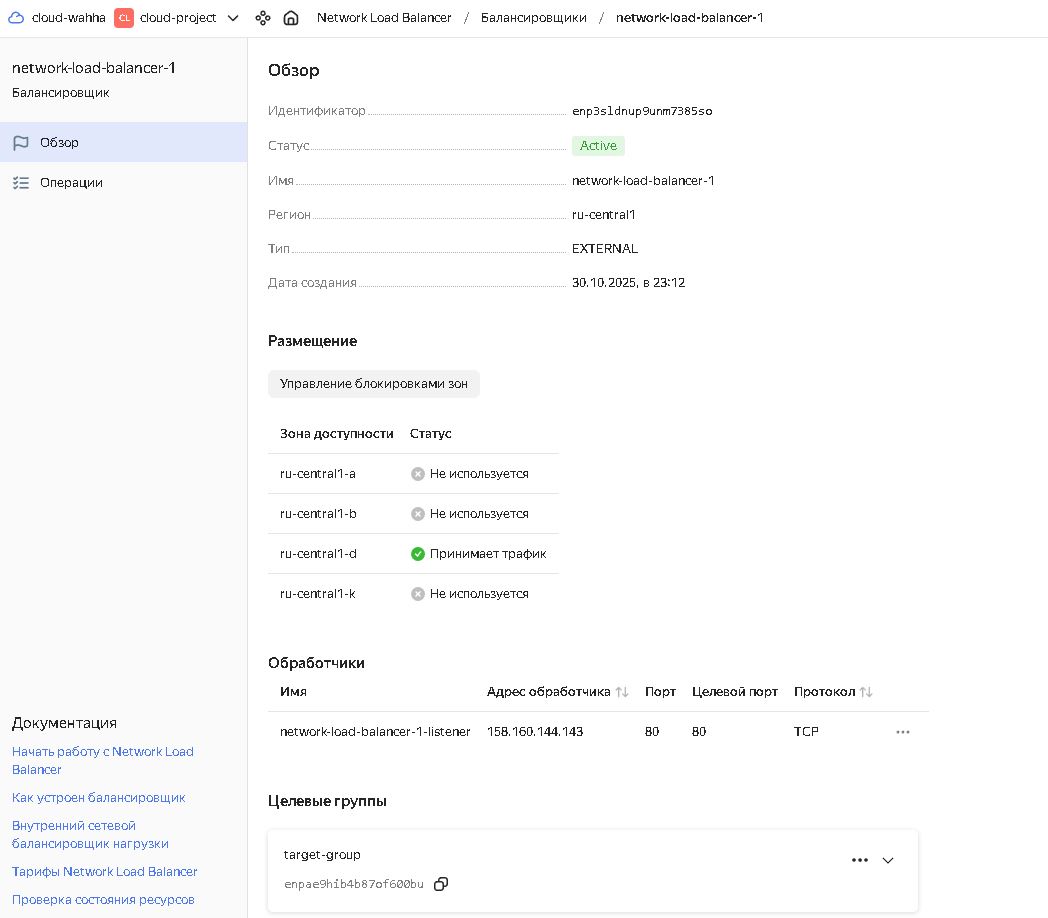 cloud-wahha CL cloud-project Network Load Balancer / Балансировщики / network-load-balancer-1
network-load-balancer-1
Балансировщик
Обзор
Операции
Документация
Начать работу с Network Load
Balancer
Как устроен балансировщик
Внутренний сетевой
балансировщик нагрузки
Тарифы Network Load Balancer
Проверка состояния ресурсов
Обзор
Идентификатор enp3sldnup9unm7385so
Статус Active
Имя network-load-balancer-1
Регион ru-central1
Тип EXTERNAL
Дата создания 30.10.2025, в 23:12
Размещение
Управление блокировками зон
Зона доступности Статус
ru-central1-a Не используется
ru-central1-b Не используется
ru-central1-d Принимает трафик
ru-central1-k Не используется
Обработчики
Имя Адрес обработчика Порт Целевой порт Протокол
network-load-balancer-1-listener 158.160.144.143 80 80 TCP
Целевые группы
target-group
enpae9hib4b87of600bu